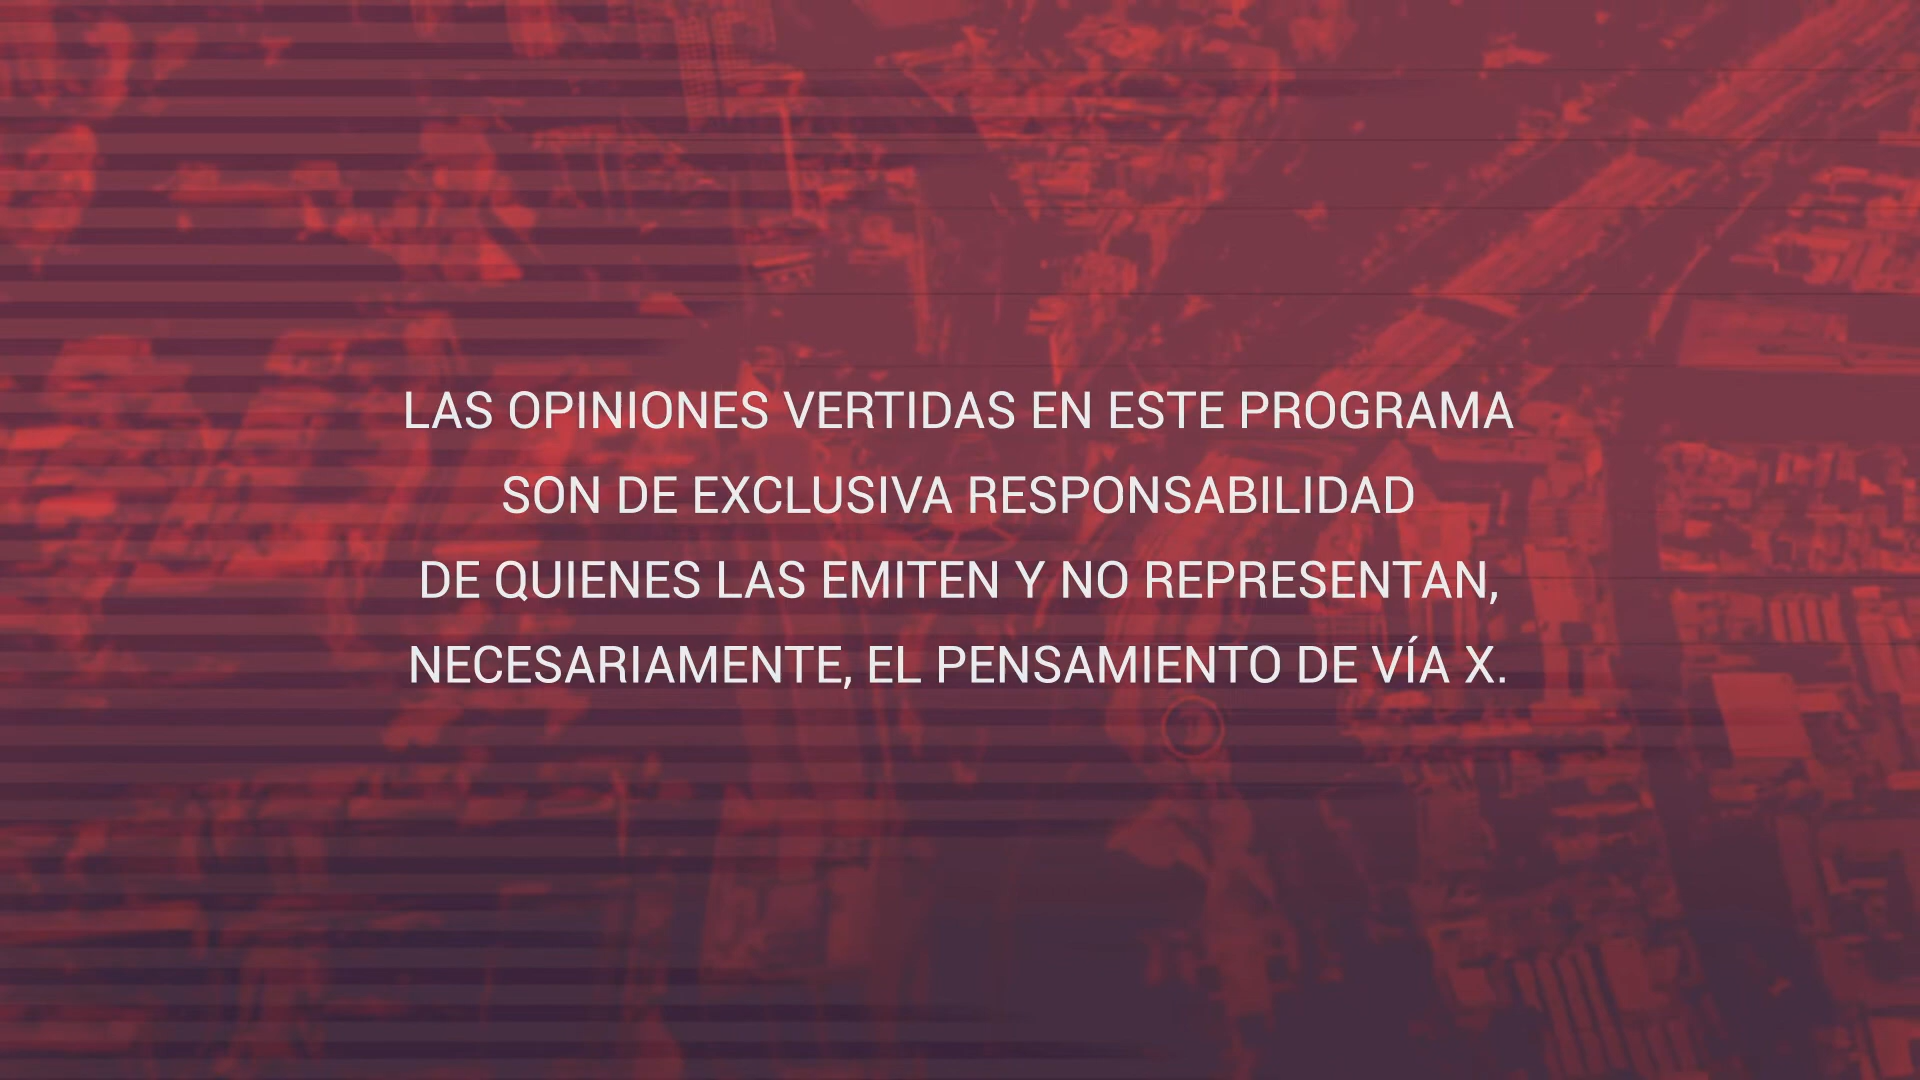 LAS OPINIONES VERTIDAS EN ESTE PROGRAMA
SON DE EXCLUSIVA RESPONSABILIDAD
DE QUIENES LAS EMITEN Y NO REPRESENTAN,
NECESARIAMENTE, EL PENSAMIENTO DE VÍA X.